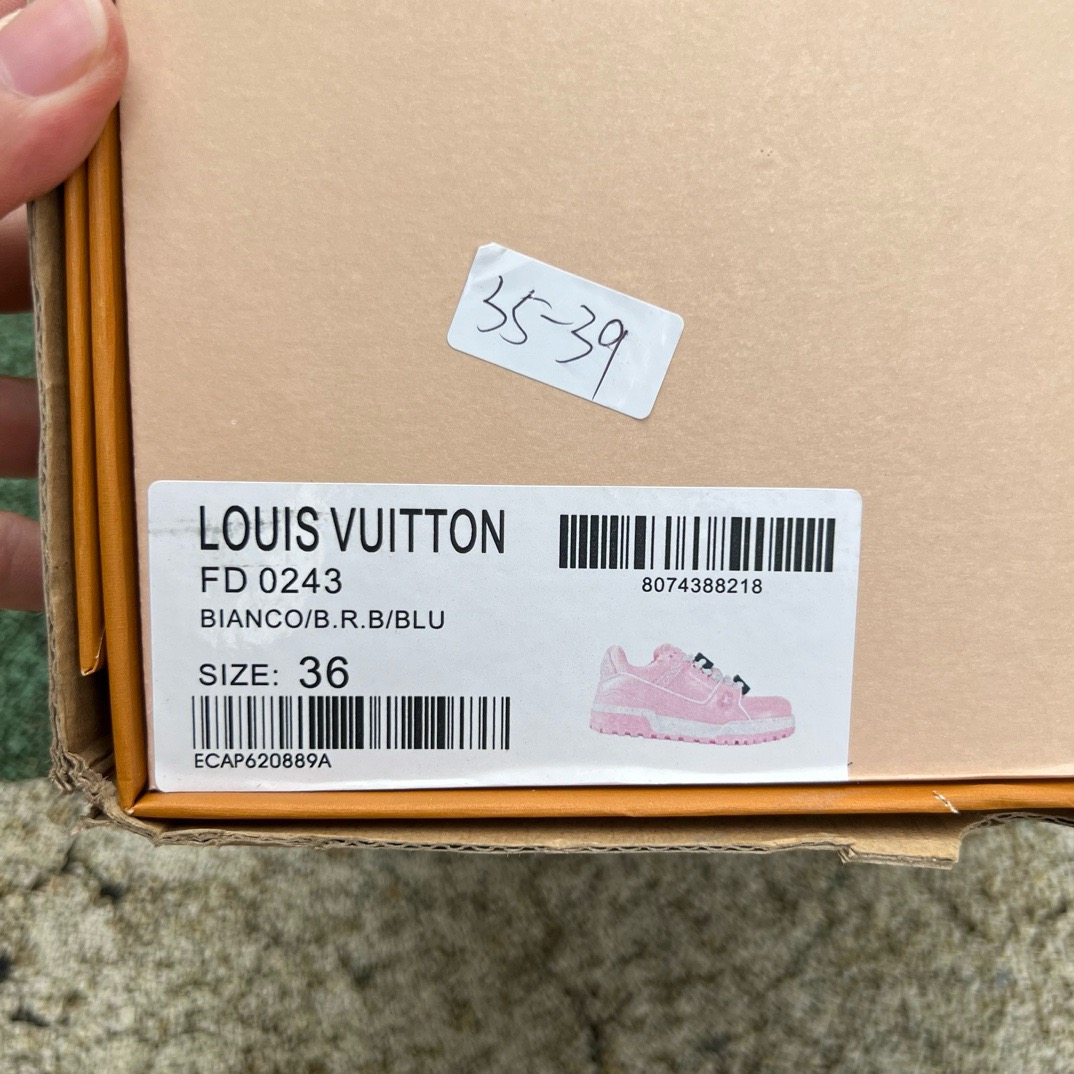 35-39
LOUIS VUITTON
FD 0243
BIANCO/B.R.B/BLU
SIZE: 36
ECAP620889A
8074388218